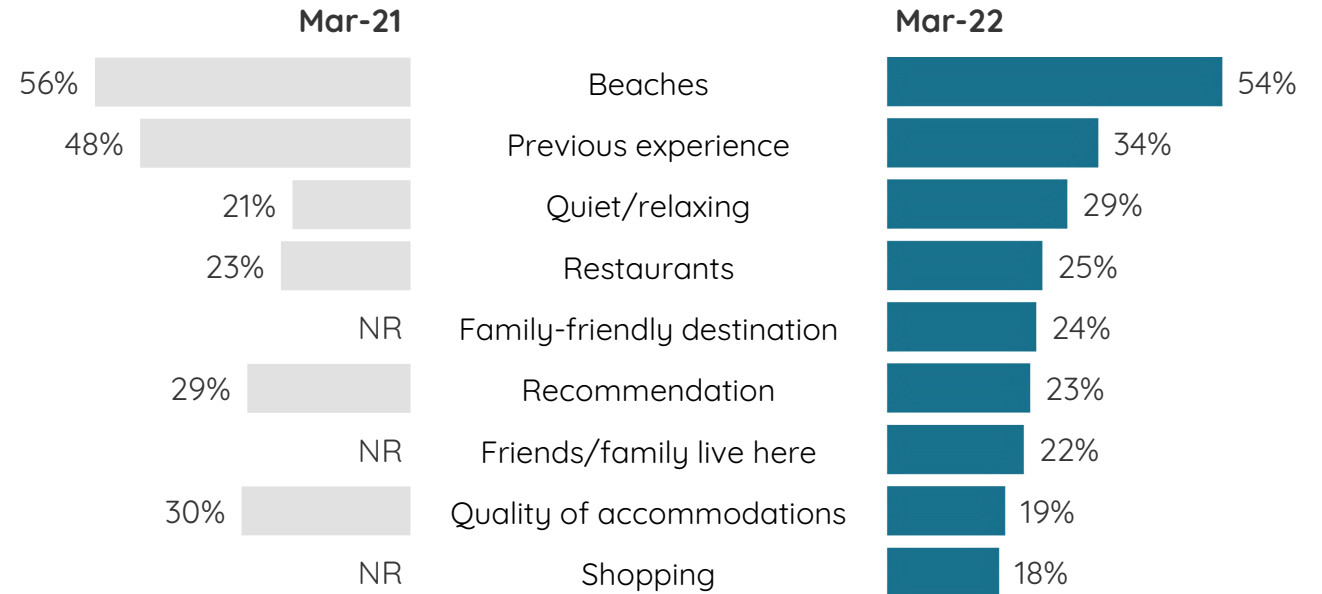 Mar-21 Mar-22
56% Beaches 54%
48% Previous experience 34%
21% Quiet/relaxing 29%
23% Restaurants 25%
NR Family-friendly destination 24%
29% Recommendation 23%
NR Friends/family live here 22%
30% Quality of accommodations 19%
NR Shopping 18%